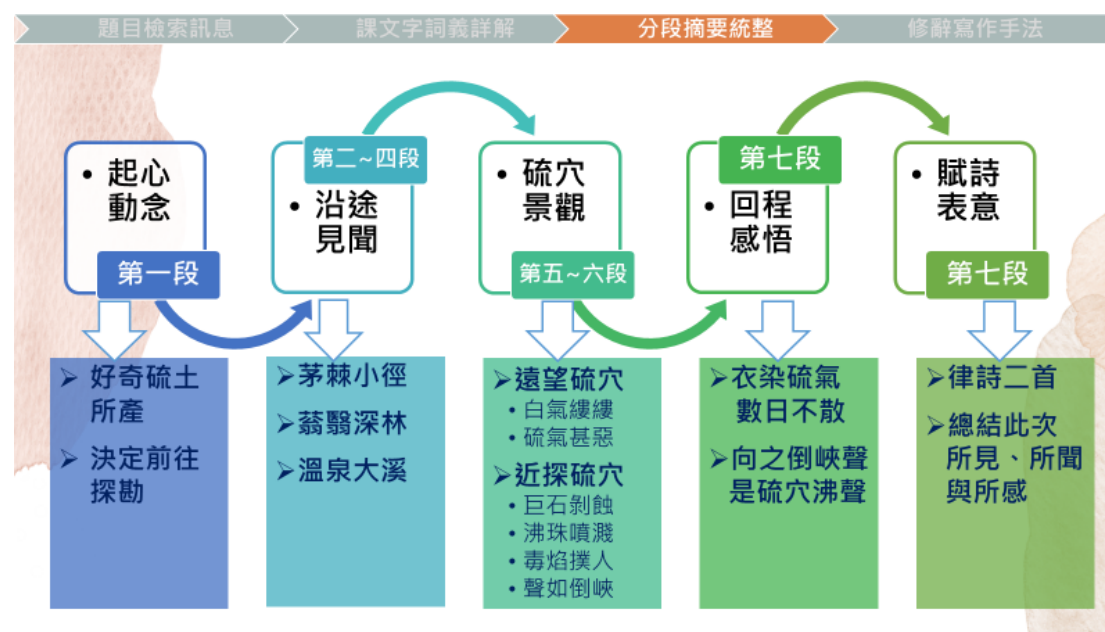 題目檢索訊息
課文字詞義詳解
分段摘要統整
修辭寫作手法
• 起心
動念
第一段
第二~四段
• 沿途
見聞
• 硫穴
景觀
第五~六段
第七段
• 回程
感悟
• 賦詩
表意
第七段
➢ 好奇硫土
所產
➢ 決定前往
探勘
➢茅棘小徑
➢蓊翳深林
➢溫泉大溪
➢遠望硫穴
• 白氣縷縷
• 硫氣甚惡
➢近探硫穴
• 巨石剝蝕
• 沸珠噴濺
• 毒焰撲人
• 聲如倒峽
➢衣染硫氣
數日不散
➢向之倒峽聲
是硫穴沸聲
➢律詩二首
➢總結此次
所見、所聞
與所感